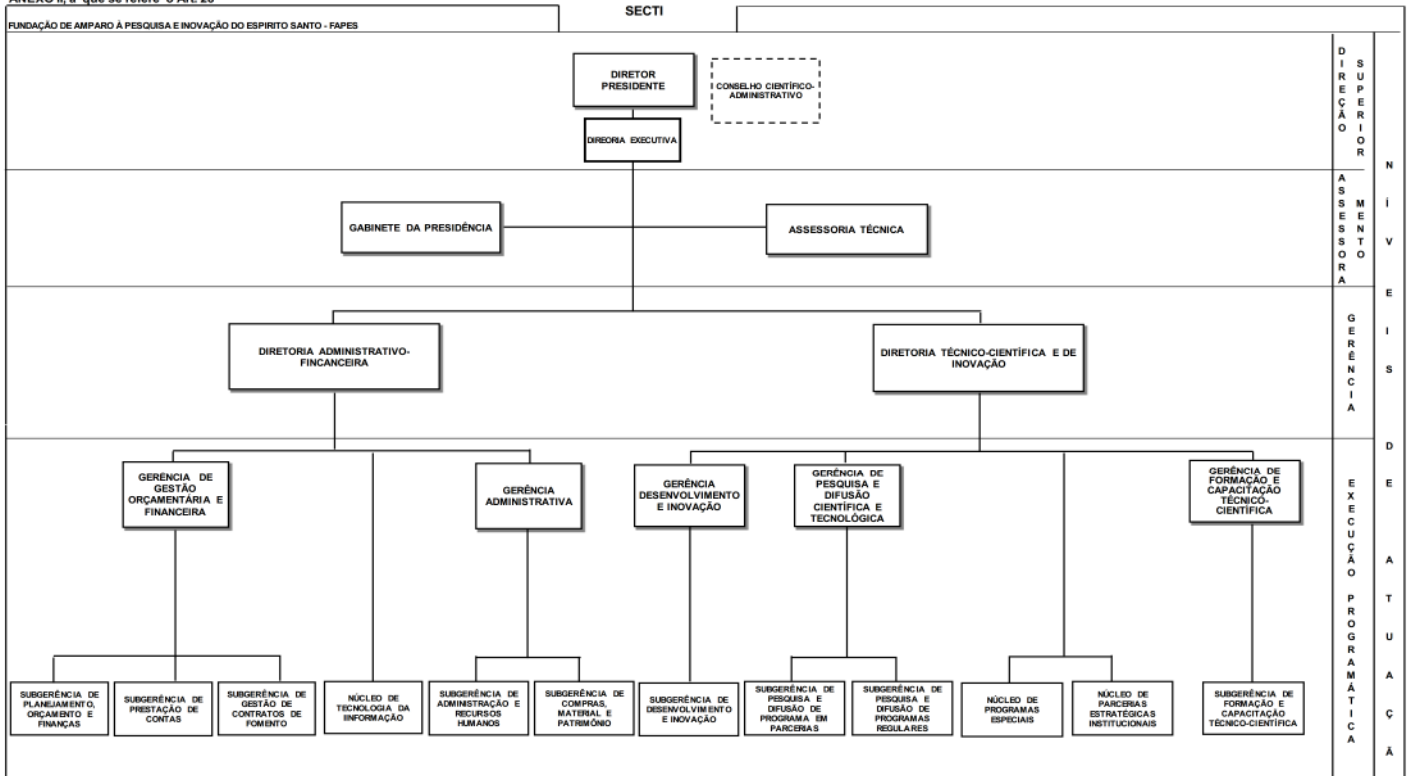 ANEXO II, a que se refere o Art. 20
SECTI
FUNDAÇÃO DE AMPARO À PESQUISA E INOVAÇÃO DO ESPIRITO SANTO - FAPES
DIRETOR
PRESIDENTE
CONSELHO CIENTÍFICO-
ADMINISTRATIVO
DIREORIA EXECUTIVA
GABINETE DA PRESIDÊNCIA
ASSESSORIA TÉCNICA
DIRETORIA ADMINISTRATIVO-
FINCANCEIRA
DIRETORIA TÉCNICO-CIENTÍFICA E DE
INOVAÇÃO
GERÊNCIA DE
GESTÃO
ORÇAMENTÁRIA E
FINANCEIRA
GERÊNCIA
ADMINISTRATIVA
GERÊNCIA
DESENVOLVIMENTO
E INOVAÇÃO
GERÊNCIA DE
PESQUISA E
DIFUSÃO
CIENTÍFICA E
TECNOLÓGICA
GERÊNCIA DE
FORMAÇÃO E
CAPACITAÇÃO
TÉCNICO-
CIENTÍFICA
SUBGERÊNCIA DE
PLANEJAMENTO,
ORÇAMENTO E
FINANÇAS
SUBGERÊNCIA DE
PRESTAÇÃO DE
CONTAS
SUBGERÊNCIA DE
GESTÃO DE
CONTRATOS DE
FOMENTO
NÚCLEO DE
TECNOLOGIA DA
IINFORMAÇÃO
SUBGERÊNCIA DE
ADMINISTRAÇÃO E
RECURSOS
HUMANOS
SUBGERÊNCIA DE
COMPRAS,
MATERIAL E
PATRIMÔNIO
SUBGERÊNCIA DE
DESENVOLVIMENTO
E INOVAÇÃO
SUBGERÊNCIA DE
PESQUISA E
DIFUSÃO DE
PROGRAMA EM
PARCERIAS
SUBGERÊNCIA DE
PESQUISA E
DIFUSÃO DE
PROGRAMAS
REGULARES
NÚCLEO DE
PROGRAMAS
ESPECIAIS
NÚCLEO DE
PARCERIAS
ESTRATÉGICAS
INSTITUCIONAIS
SUBGERÊNCIA DE
FORMAÇÃO E
CAPACITAÇÃO
TÉCNICO-CIENTÍFICA
DIREÇÃO
SUPERIOR
ASSESSORA
MENTO
GERÊNCIA
EXECUÇÃO PROGRAMÁTICA
NÍVEIS DE ATUAÇÃ